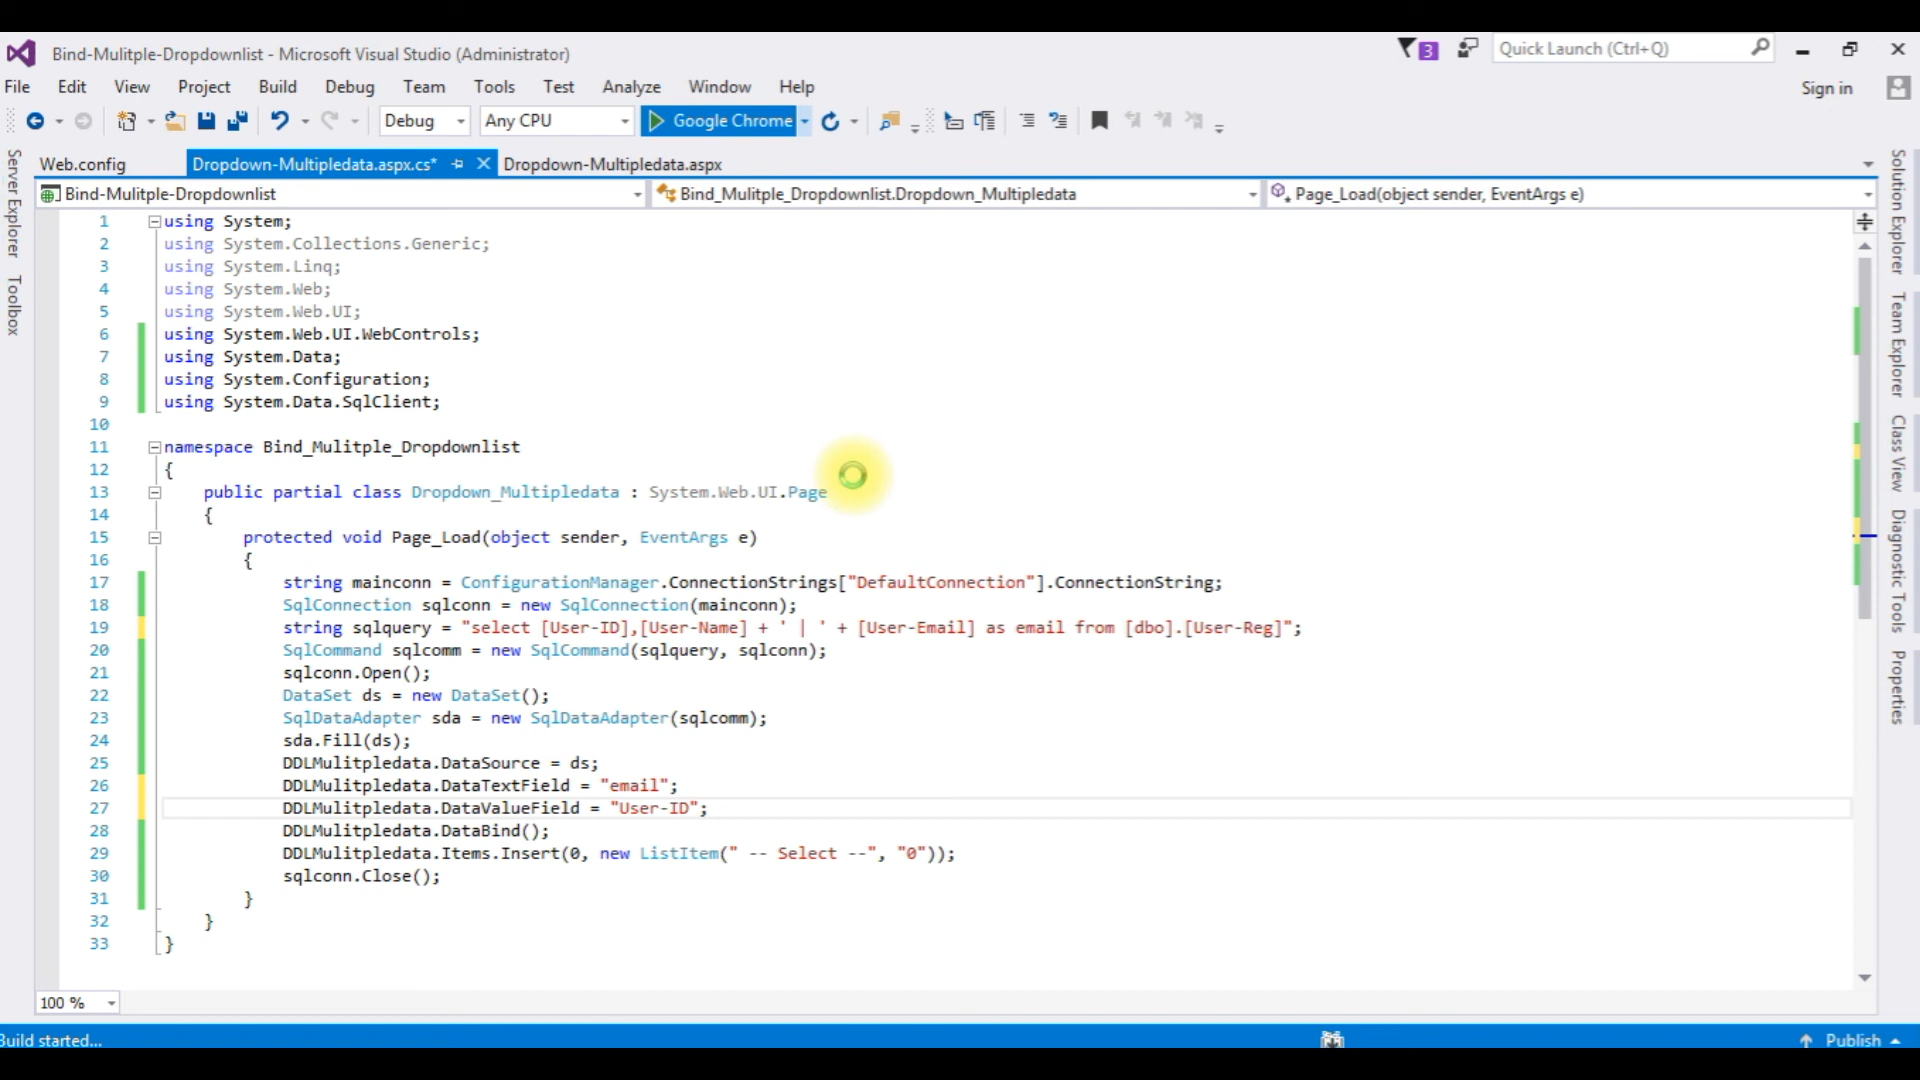 Bind-Mulitple-Dropdownlist - Microsoft Visual Studio (Administrator)
3
Quick Launch (Ctrl+Q)
File Edit View Project Build Debug Team Tools Test Analyze Window Help
Sign in
Debug Any CPU Google Chrome
Web.config Dropdown-Multipledata.aspx.cs* Dropdown-Multipledata.aspx
Bind-Mulitple-Dropdownlist Bind_Mulitple_Dropdownlist.Dropdown_Multipledata Page_Load(object sender, EventArgs e)
Server Explorer
Toolbox
1 using System;
2 using System.Collections.Generic;
3 using System.Linq;
4 using System.Web;
5 using System.Web.UI;
6 using System.Web.UI.WebControls;
7 using System.Data;
8 using System.Configuration;
9 using System.Data.SqlClient;
10
11 namespace Bind_Mulitple_Dropdownlist
12 {
13 public partial class Dropdown_Multipledata : System.Web.UI.Page
14 {
15 protected void Page_Load(object sender, EventArgs e)
16 {
17 string mainconn = ConfigurationManager.ConnectionStrings["DefaultConnection"].ConnectionString;
18 SqlConnection sqlconn = new SqlConnection(mainconn);
19 string sqlquery = "select [User-ID],[User-Name] + ' | ' + [User-Email] as email from [dbo].[User-Reg]";
20 SqlCommand sqlcomm = new SqlCommand(sqlquery, sqlconn);
21 sqlconn.Open();
22 DataSet ds = new DataSet();
23 SqlDataAdapter sda = new SqlDataAdapter(sqlcomm);
24 sda.Fill(ds);
25 DDLMulitpledata.DataSource = ds;
26 DDLMulitpledata.DataTextField = "email";
27 DDLMulitpledata.DataValueField = "User-ID";
28 DDLMulitpledata.DataBind();
29 DDLMulitpledata.Items.Insert(0, new ListItem(" -- Select --", "0"));
30 sqlconn.Close();
31 }
32 }
33 }
Solution Explorer
Team Explorer
Class View
Diagnostic Tools
Properties
100 %
Build started...
Publish